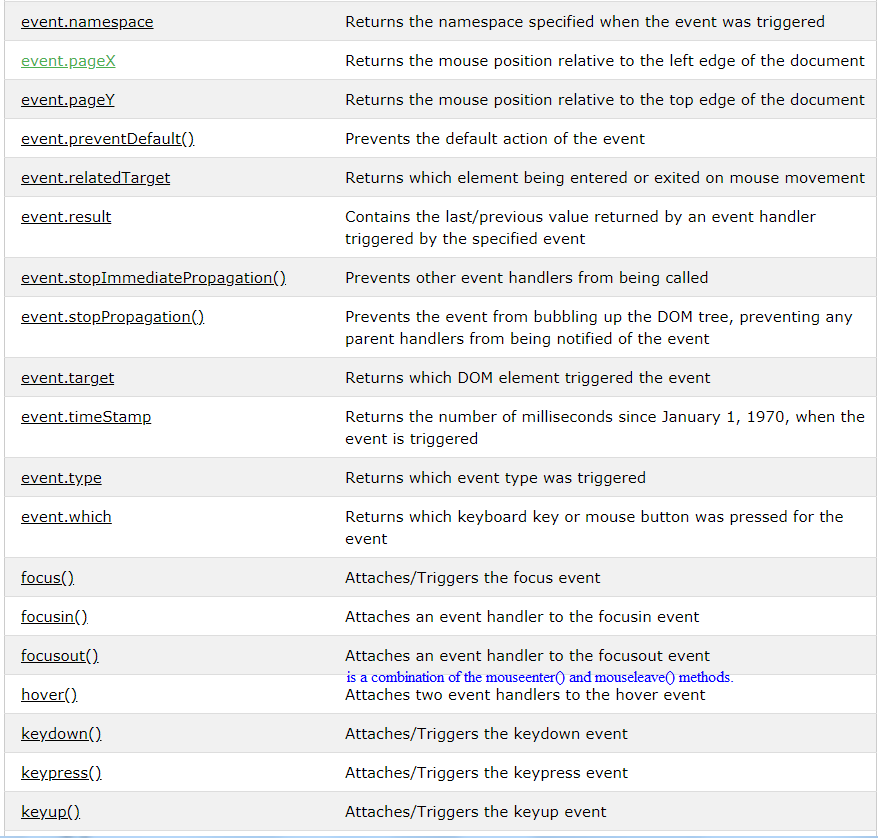 event.namespace Returns the namespace specified when the event was triggered
event.pageX Returns the mouse position relative to the left edge of the document
event.pageY Returns the mouse position relative to the top edge of the document
event.preventDefault() Prevents the default action of the event
event.relatedTarget Returns which element being entered or exited on mouse movement
event.result Contains the last/previous value returned by an event handler
triggered by the specified event
event.stopImmediatePropagation() Prevents other event handlers from being called
event.stopPropagation() Prevents the event from bubbling up the DOM tree, preventing any
parent handlers from being notified of the event
event.target Returns which DOM element triggered the event
event.timeStamp Returns the number of milliseconds since January 1, 1970, when the
event is triggered
event.type Returns which event type was triggered
event.which Returns which keyboard key or mouse button was pressed for the
event
focus() Attaches/Triggers the focus event
focusin() Attaches an event handler to the focusin event
focusout() Attaches an event handler to the focusout event
is a combination of the mouseenter() and mouseleave() methods.
hover() Attaches two event handlers to the hover event
keydown() Attaches/Triggers the keydown event
keypress() Attaches/Triggers the keypress event
keyup() Attaches/Triggers the keyup event